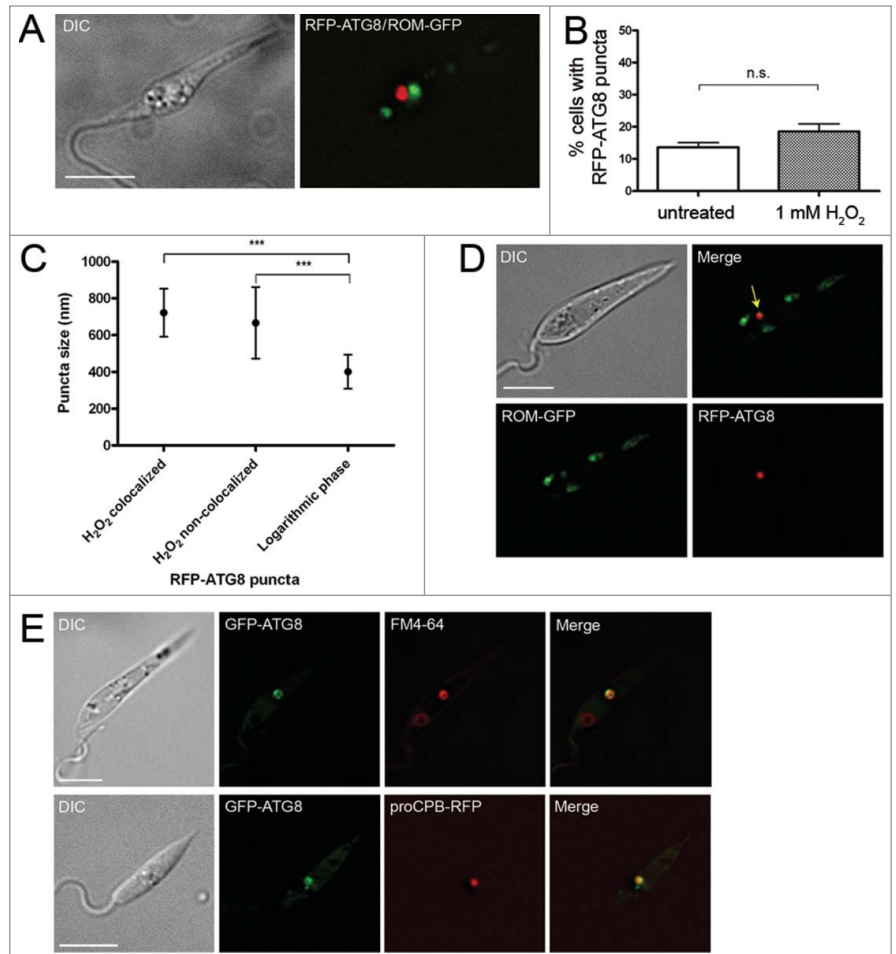 A
DIC
RFP-ATG8/ROM-GFP
B
% cells with
RFP-ATG8 puncta
50
40
30
20
10
0
n.s.
untreated
1 mM H₂O₂
C
Puncta size (nm)
1000
800
600
400
200
0
***
***
H₂O₂ colocalized
H₂O₂ non-colocalized
Logarithmic phase
RFP-ATG8 puncta
D
DIC
Merge
ROM-GFP
RFP-ATG8
E
DIC
GFP-ATG8
FM4-64
Merge
DIC
GFP-ATG8
proCPB-RFP
Merge